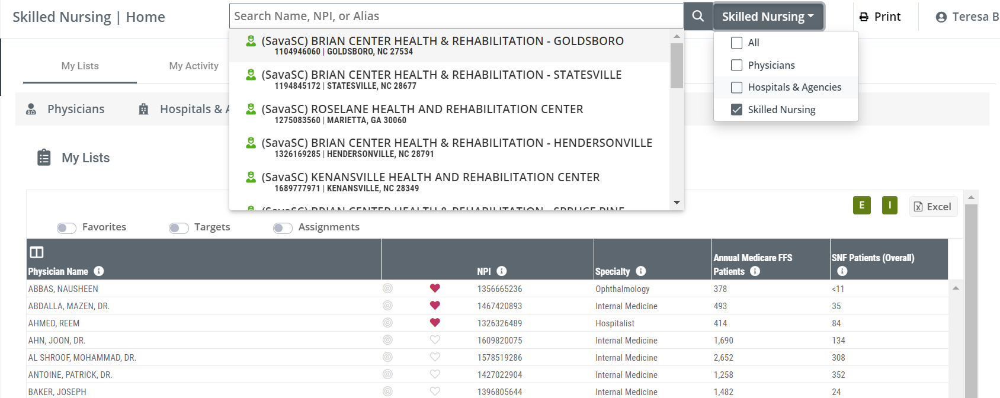 Skilled Nursing | Home
Search Name, NPI, or Alias
Skilled Nursing
Print
Teresa B
(SavaSC) BRIAN CENTER HEALTH & REHABILITATION - GOLDSBORO
1104946060 | GOLDSBORO, NC 27534
(SavaSC) BRIAN CENTER HEALTH & REHABILITATION - STATESVILLE
1194845172 | STATESVILLE, NC 28677
(SavaSC) ROSELANE HEALTH AND REHABILITATION CENTER
1275083560 | MARIETTA, GA 30060
(SavaSC) BRIAN CENTER HEALTH & REHABILITATION - HENDERSONVILLE
1326169285 | HENDERSONVILLE, NC 28791
(SavaSC) KENANSVILLE HEALTH AND REHABILITATION CENTER
1689777971 | KENANSVILLE, NC 28349
(SavaSC) BRIAN CENTER HEALTH & REHABILITATION - SPRUCE PINE
All
Physicians
Hospitals & Agencies
Skilled Nursing
My Lists
My Activity
Physicians
Hospitals & A
My Lists
E
I
Excel
Favorites
Targets
Assignments
Physician Name
NPI
Specialty
Annual Medicare FFS
Patients
SNF Patients (Overall)
ABBAS, NAUSHEEN 1356665236 Ophthalmology 378 <11
ABDALLA, MAZEN, DR. 1467420893 Internal Medicine 493 35
AHMED, REEM 1326326489 Hospitalist 414 84
AHN, JOON, DR. 1609820075 Internal Medicine 1,690 134
AL SHROOF, MOHAMMAD, DR. 1578519286 Internal Medicine 2,652 308
ANTOINE, PATRICK, DR. 1427022904 Internal Medicine 1,258 352
BAKER, JOSEPH 1396805644 Internal Medicine 1,482 24